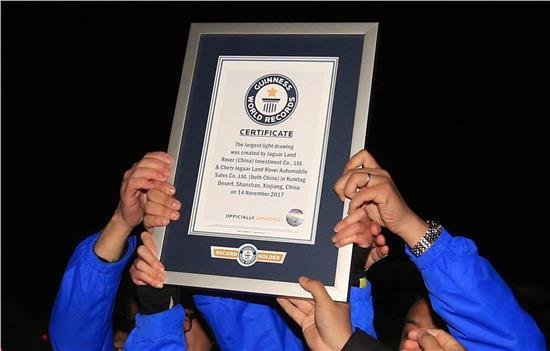 GUINNESS
WORLD RECORDS
CERTIFICATE
The largest light drawing
was created by Jaguar Land
Rover (China) Investment Co., Ltd.
& Chery Jaguar Land Rover Automobile
Sales Co.,Ltd. (both China) in Kumtag
Desert, Shanshan, Xinjiang, China
on 14 November 2017
OFFICIALLY AMAZING
RECORD HOLDER